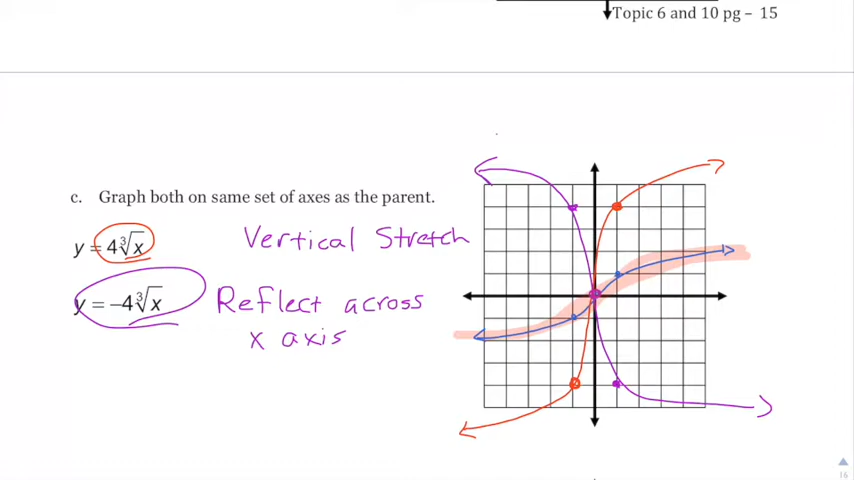 Topic 6 and 10 pg – 15
c. Graph both on same set of axes as the parent.
y = 4∛x
Vertical Stretch
y = –4∛x
Reflect across
x axis
16